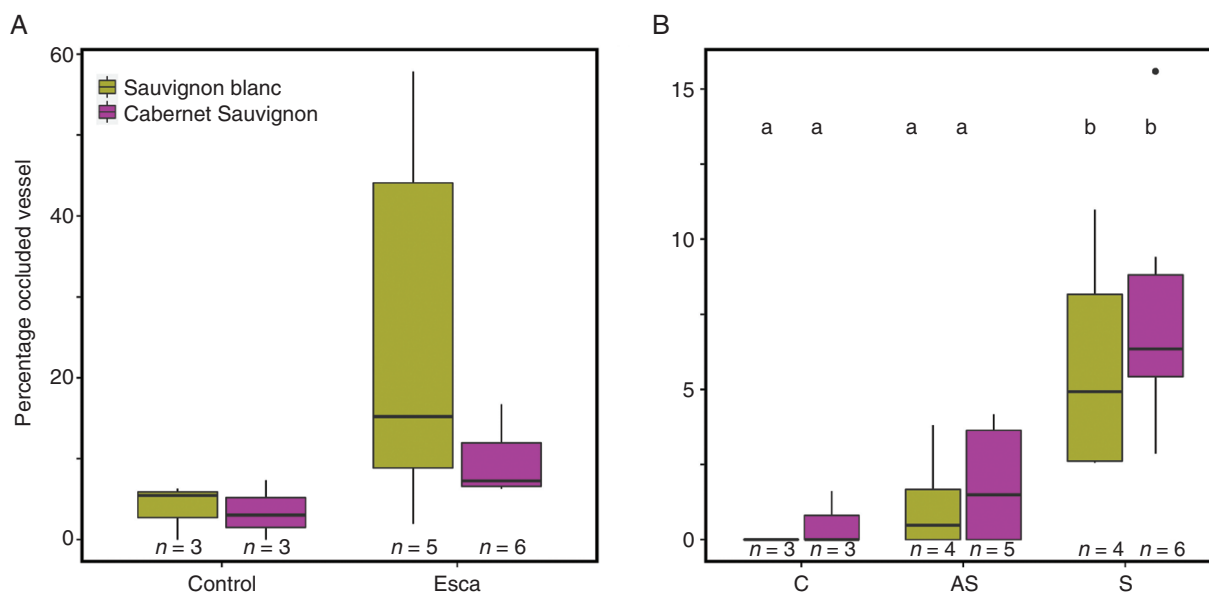 A
B
Percentage occluded vessel
60
40
20
0
Sauvignon blanc
Cabernet Sauvignon
n = 3
n = 3
n = 5
n = 6
Control
Esca
15
10
5
0
a a a a b b
n = 3
n = 3
n = 4
n = 5
n = 4
n = 6
C
AS
S